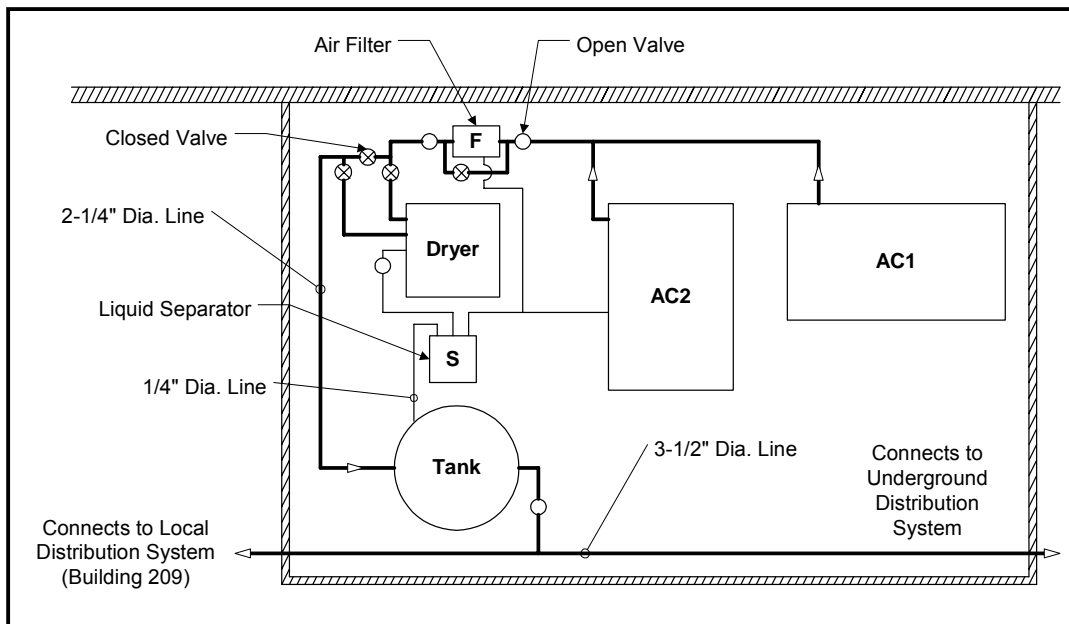 Air Filter
Open Valve
Closed Valve
F
2-1/4" Dia. Line
Dryer
AC2
AC1
Liquid Separator
S
1/4" Dia. Line
Tank
3-1/2" Dia. Line
Connects to
Underground
Distribution
System
Connects to Local
Distribution System
(Building 209)